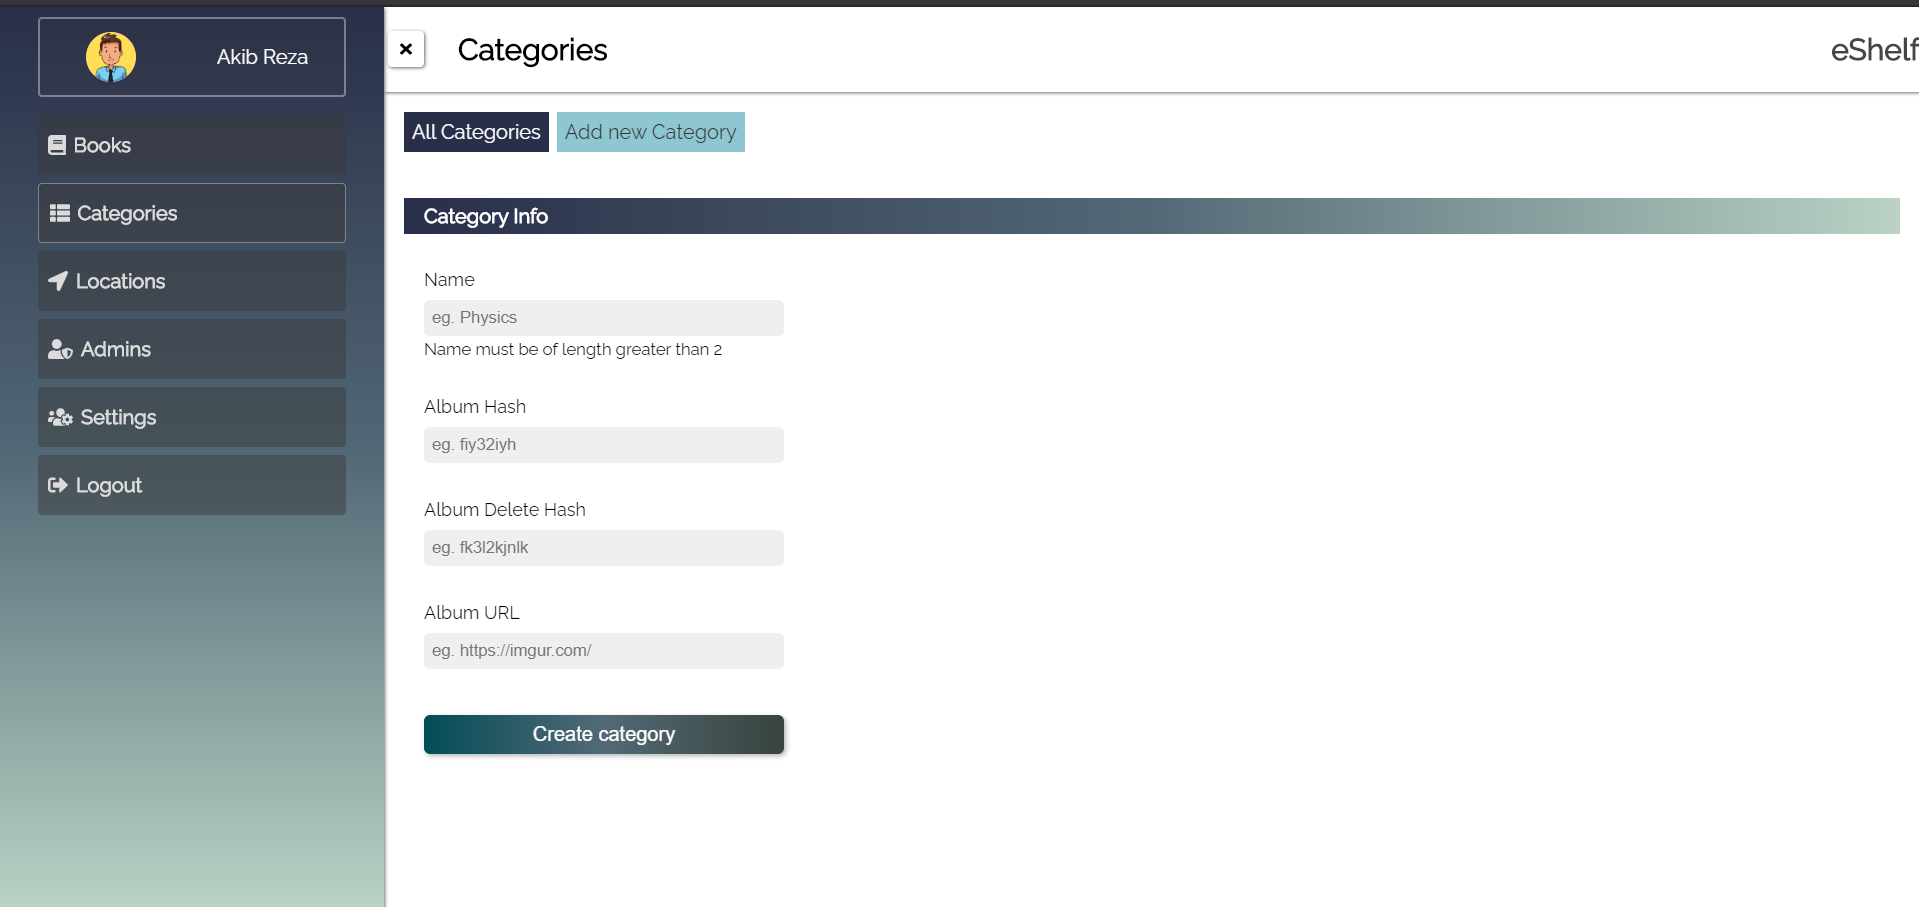 Akib Reza
Books
Categories
Locations
Admins
Settings
Logout
Categories
eShelf
All Categories
Add new Category
Category Info
Name
eg. Physics
Name must be of length greater than 2
Album Hash
eg. fiy32iyh
Album Delete Hash
eg. fk3l2kjnlk
Album URL
eg. https://imgur.com/
Create category